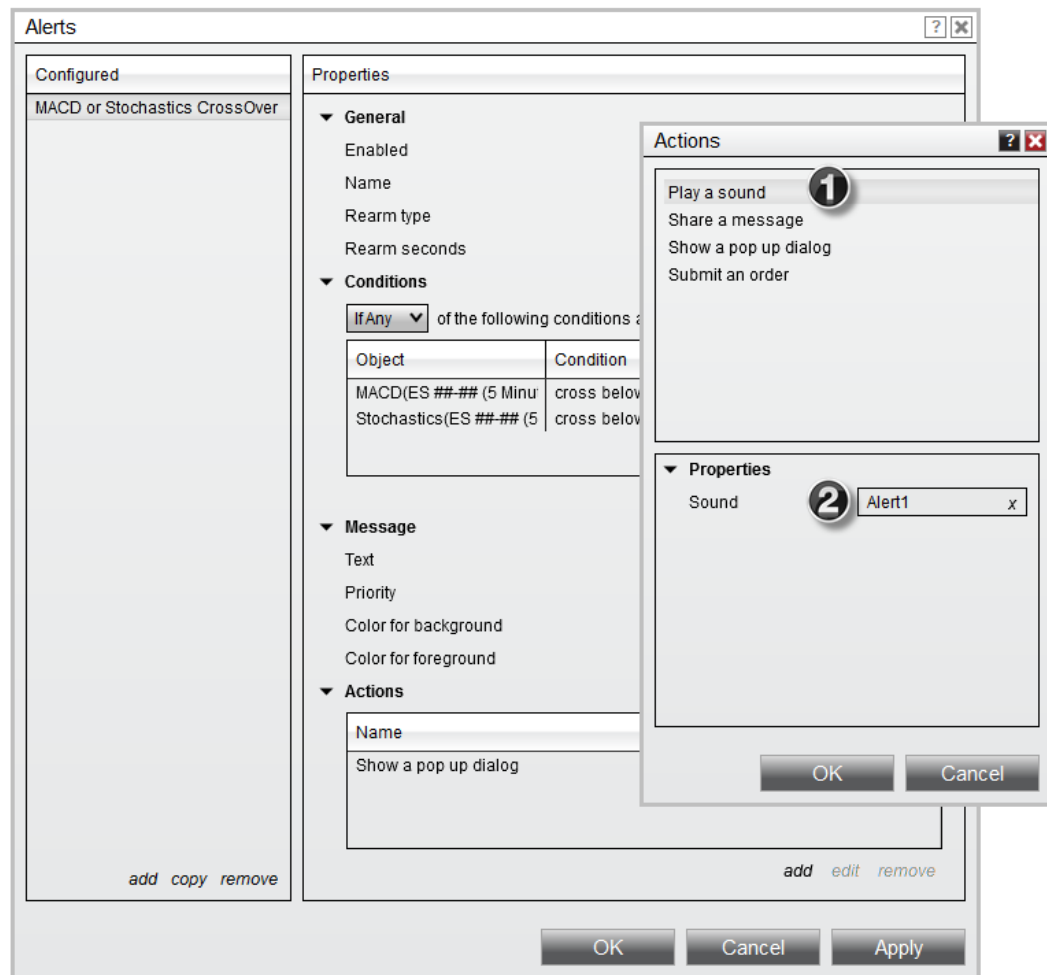 Alerts
?
Configured
MACD or Stochastics CrossOver
add copy remove
Properties
General
Enabled
Name
Rearm type
Rearm seconds
Conditions
If Any of the following conditions
Object Condition
MACD(ES ##-## (5 Minu cross below
Stochastics(ES ##-## (5 cross below
Message
Text
Priority
Color for background
Color for foreground
Actions
Name
Show a pop up dialog
add edit remove
OK Cancel Apply
Actions
?
Play a sound 1
Share a message
Show a pop up dialog
Submit an order
Properties
Sound 2 Alert1 x
OK Cancel